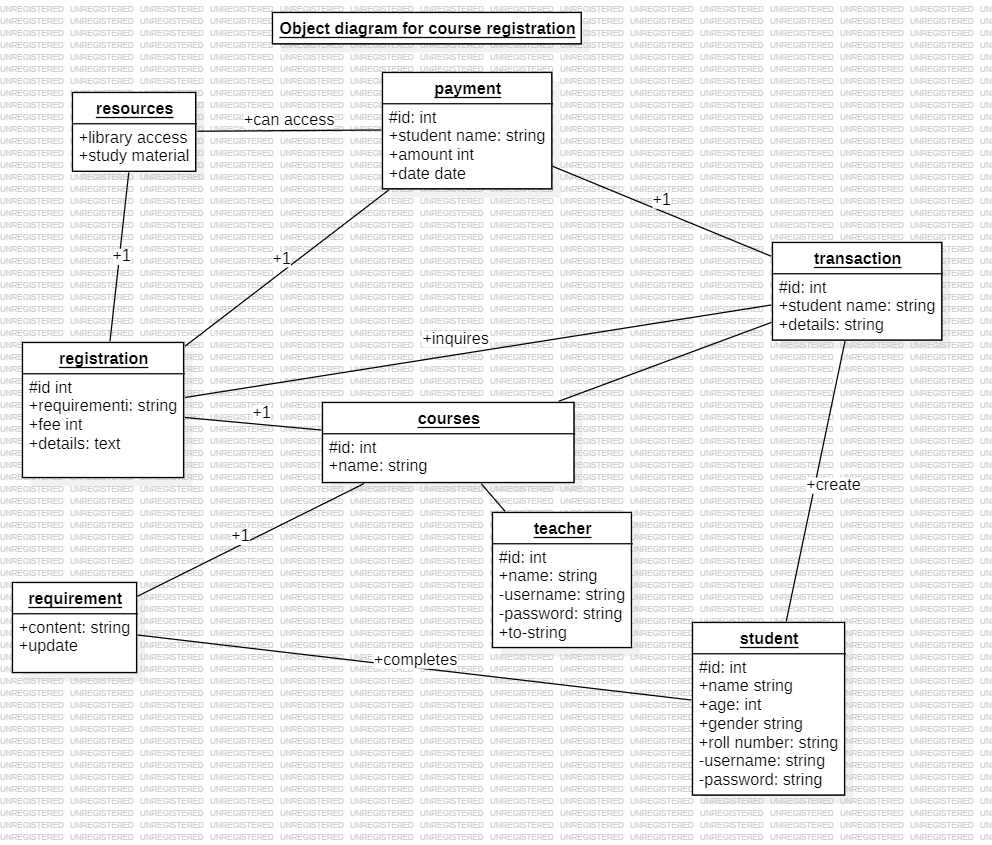 Object diagram for course registration
resources
+library access
+study material
+can access
payment
#id: int
+student name: string
+amount int
+date date
+1
+1
+1
transaction
#id: int
+student name: string
+details: string
+inquires
registration
#id int
+requirementi: string
+fee int
+details: text
+1
courses
#id: int
+name: string
+create
+1
teacher
#id: int
+name: string
-username: string
-password: string
+to-string
requirement
+content: string
+update
+completes
student
#id: int
+name string
+age: int
+gender string
+roll number: string
-username: string
-password: string
UNREGISTERED